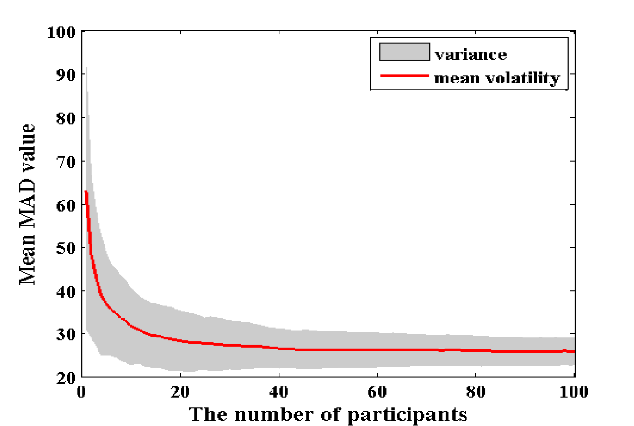 100
90
80
70
60
50
40
30
20
Mean MAD value
variance
mean volatility
0 20 40 60 80 100
The number of participants